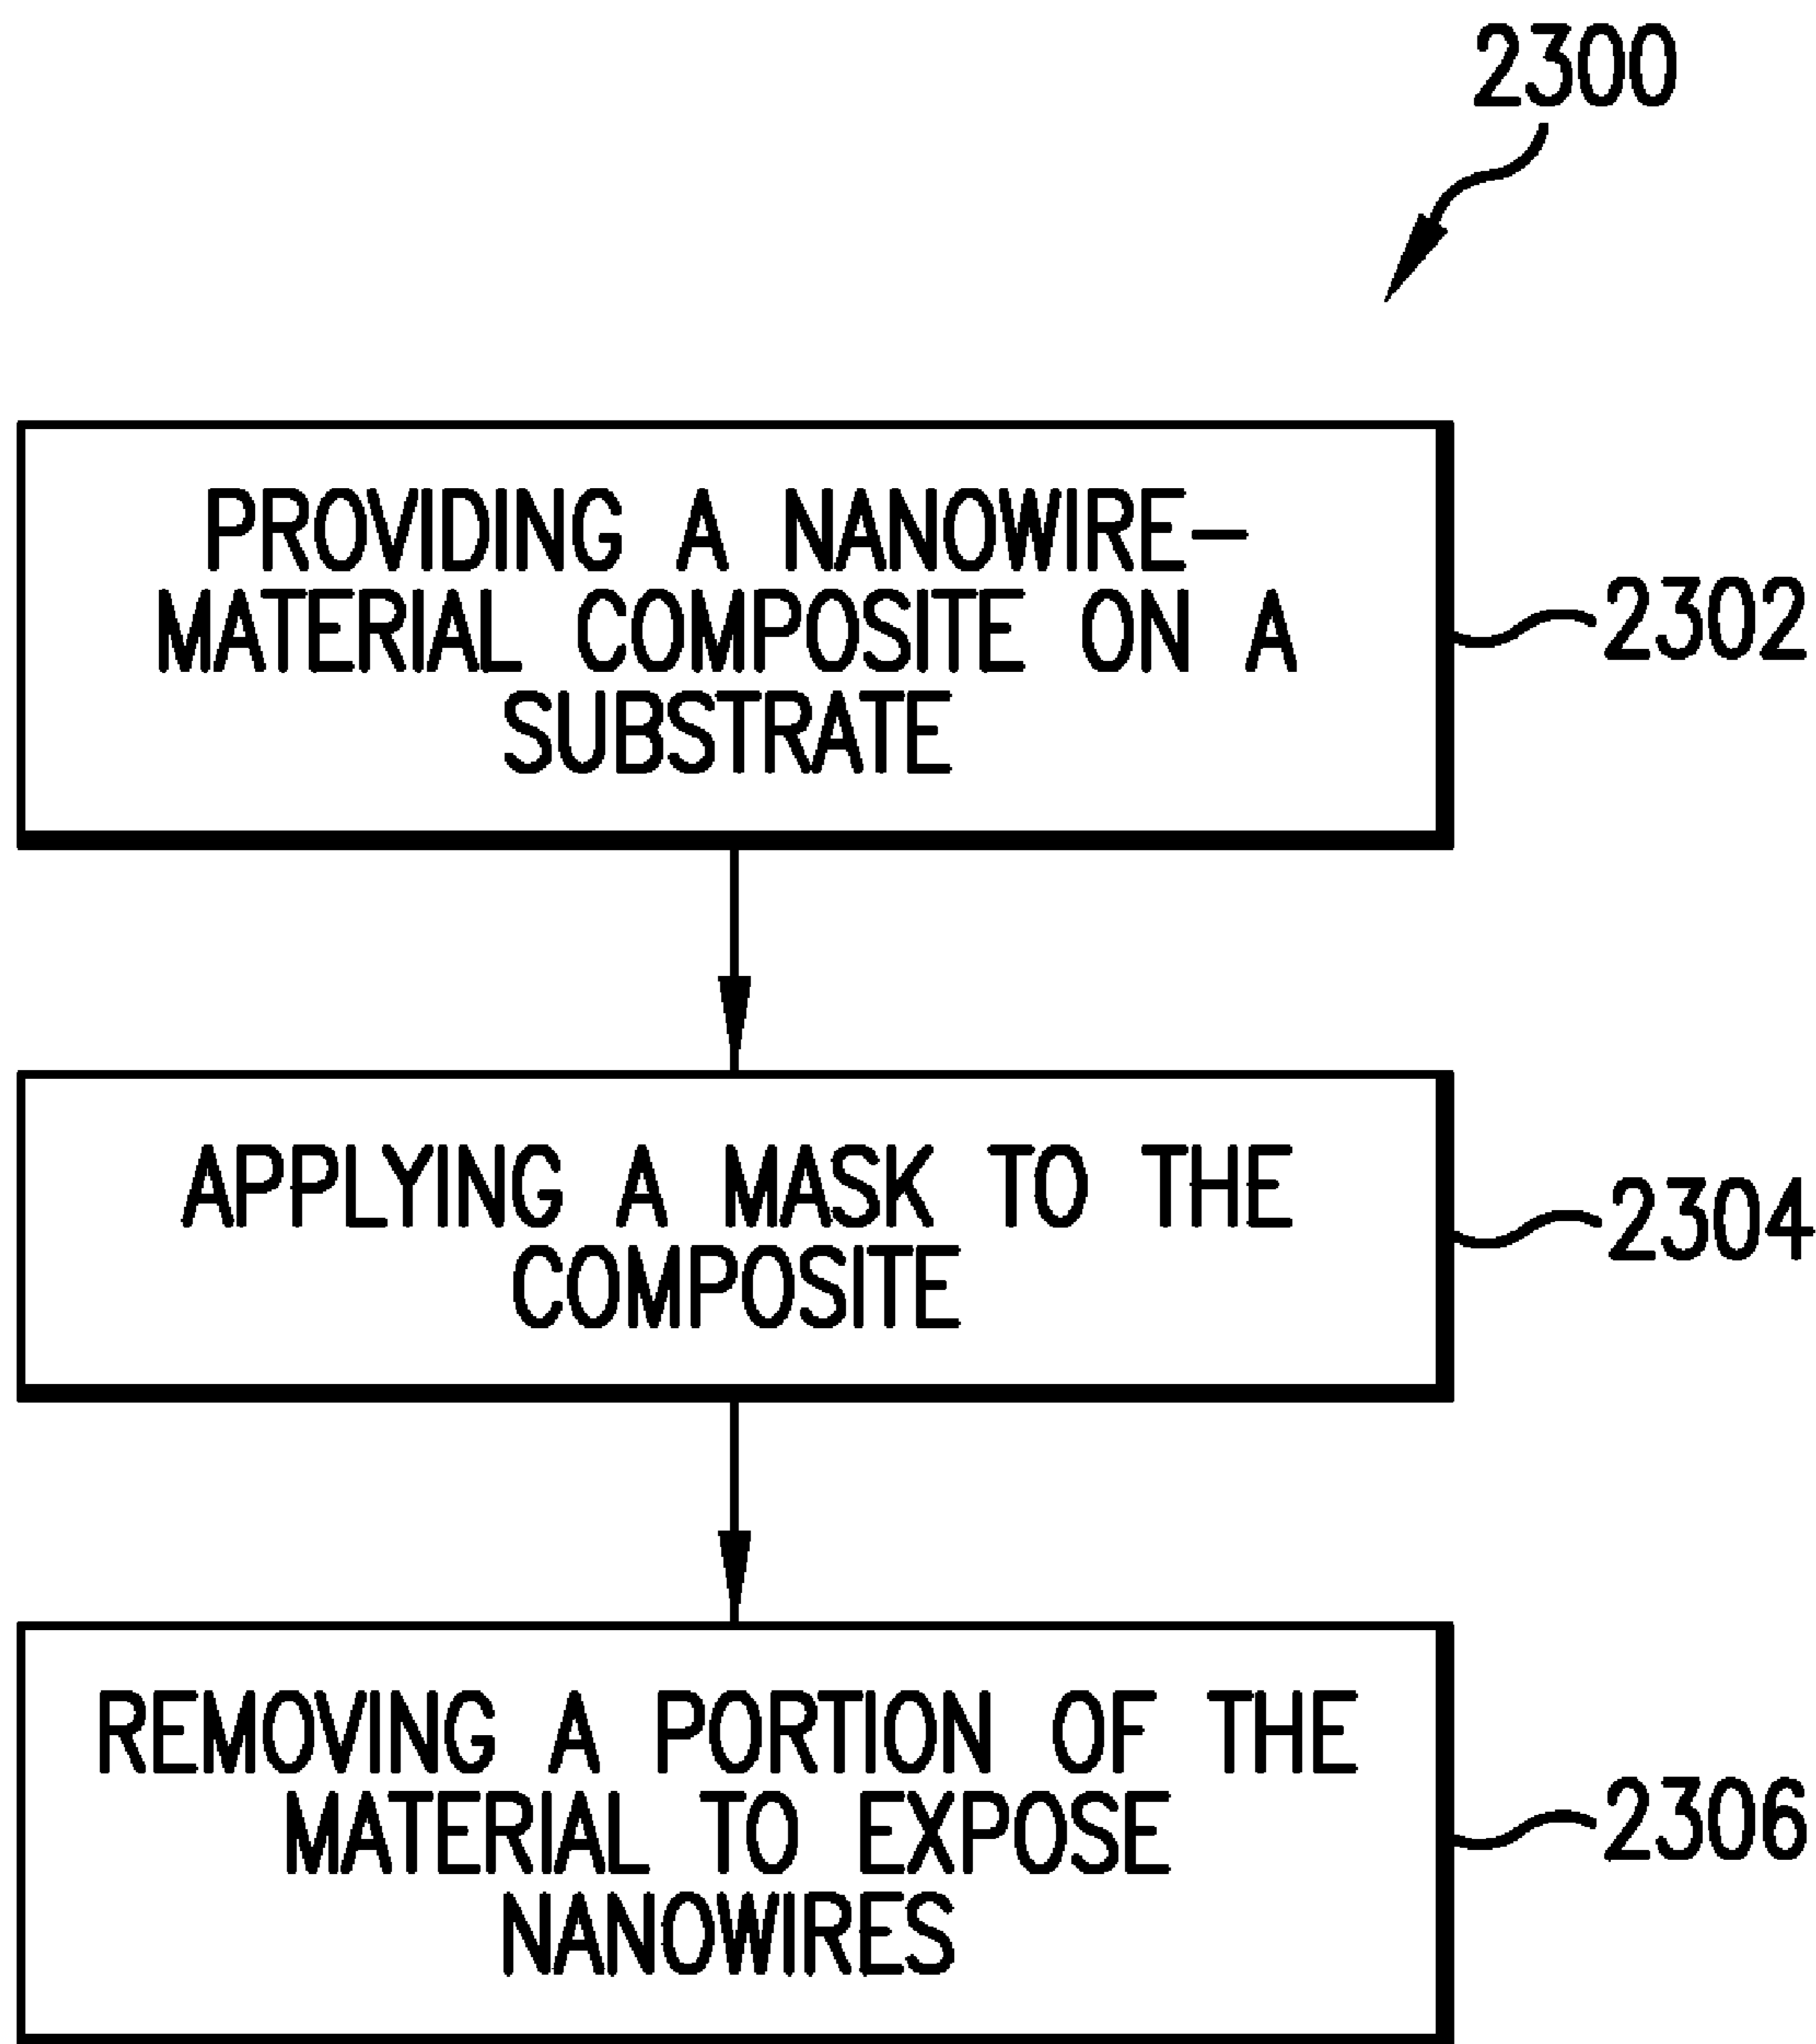 2300
PROVIDING A NANOWIRE-
MATERIAL COMPOSITE ON A
SUBSTRATE
2302
APPLYING A MASK TO THE
COMPOSITE
2304
REMOVING A PORTION OF THE
MATERIAL TO EXPOSE
NANOWIRES
2306